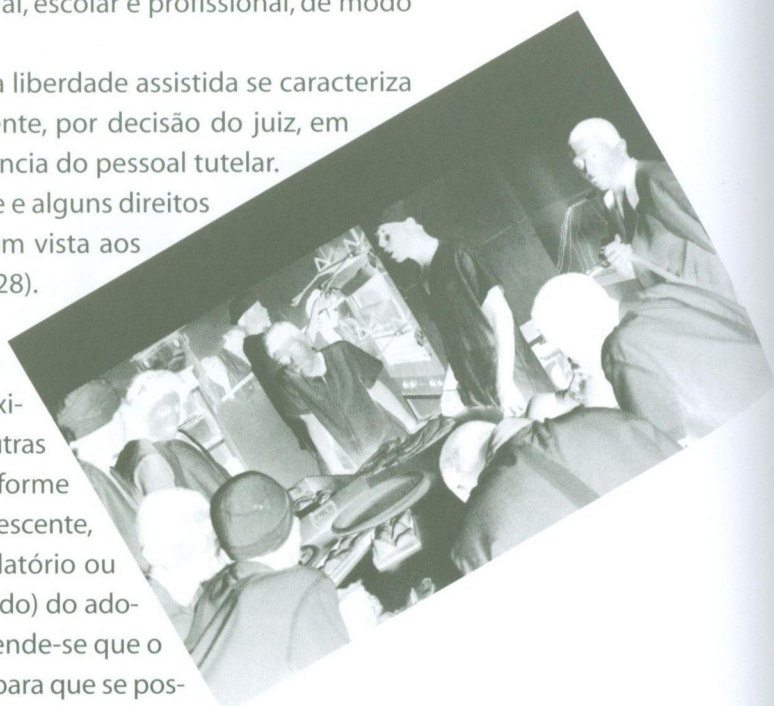 al, escolar e profissional, de modo
a liberdade assistida se caracteriza
ente, por decisão do juiz, em
ncia do pessoal tutelar.
e e alguns direitos
m vista aos
28).
xi-
utras
forme
escente,
latório ou
do) do ado-
ende-se que o
para que se pos-